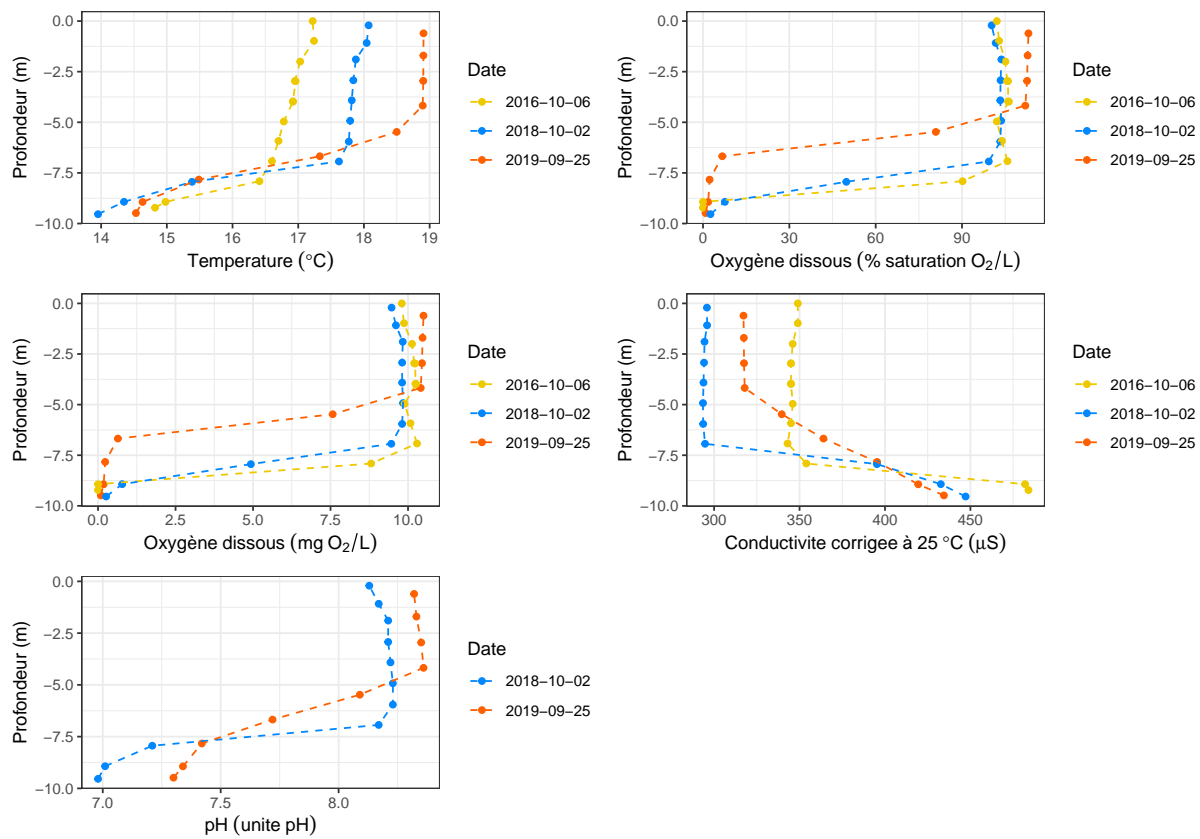 0.0
−2.5
−5.0
−7.5
−10.0
Profondeur (m)
14 15 16 17 18 19
Temperature (°C)
Date
2016−10−06
2018−10−02
2019−09−25
0.0
−2.5
−5.0
−7.5
−10.0
Profondeur (m)
0 30 60 90
Oxygène dissous (% saturation O₂/L)
Date
2016−10−06
2018−10−02
2019−09−25
0.0
−2.5
−5.0
−7.5
−10.0
Profondeur (m)
0.0 2.5 5.0 7.5 10.0
Oxygène dissous (mg O₂/L)
Date
2016−10−06
2018−10−02
2019−09−25
0.0
−2.5
−5.0
−7.5
−10.0
Profondeur (m)
300 350 400 450
Conductivite corrigee à 25 °C (μS)
Date
2016−10−06
2018−10−02
2019−09−25
0.0
−2.5
−5.0
−7.5
−10.0
Profondeur (m)
7.0 7.5 8.0
pH (unite pH)
Date
2018−10−02
2019−09−25